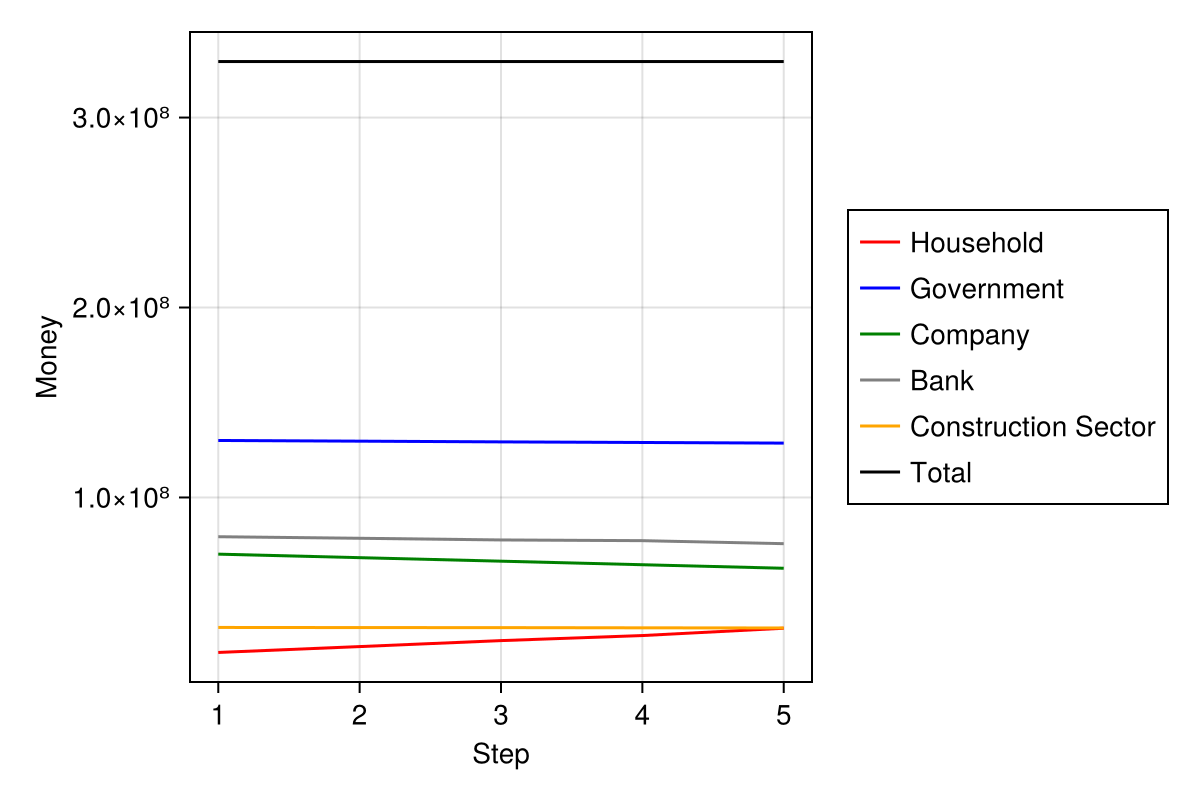 Money
3.0×10⁸
2.0×10⁸
1.0×10⁸
1 2 3 4 5
Step
Household
Government
Company
Bank
Construction Sector
Total